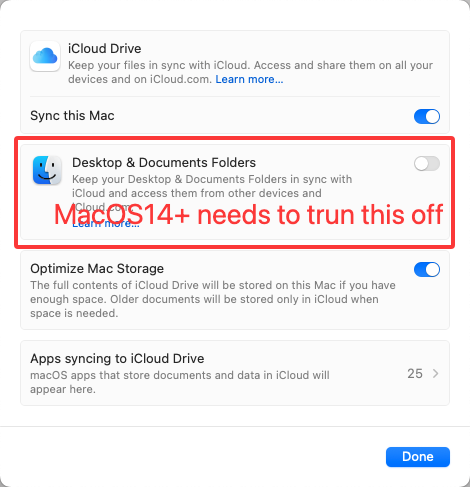 iCloud Drive
Keep your files in sync with iCloud. Access and share them on all your
devices and on iCloud.com. Learn more...
Sync this Mac
Desktop & Documents Folders
Keep your Desktop & Documents Folders in sync with
iCloud and access them from other devices and
iCloud.com.
MacOS14+ needs to trun this off
Learn more...
Optimize Mac Storage
The full contents of iCloud Drive will be stored on this Mac if you have
enough space. Older documents will be stored only in iCloud when
space is needed.
Apps syncing to iCloud Drive
25
macOS apps that store documents and data in iCloud will
appear here.
Done